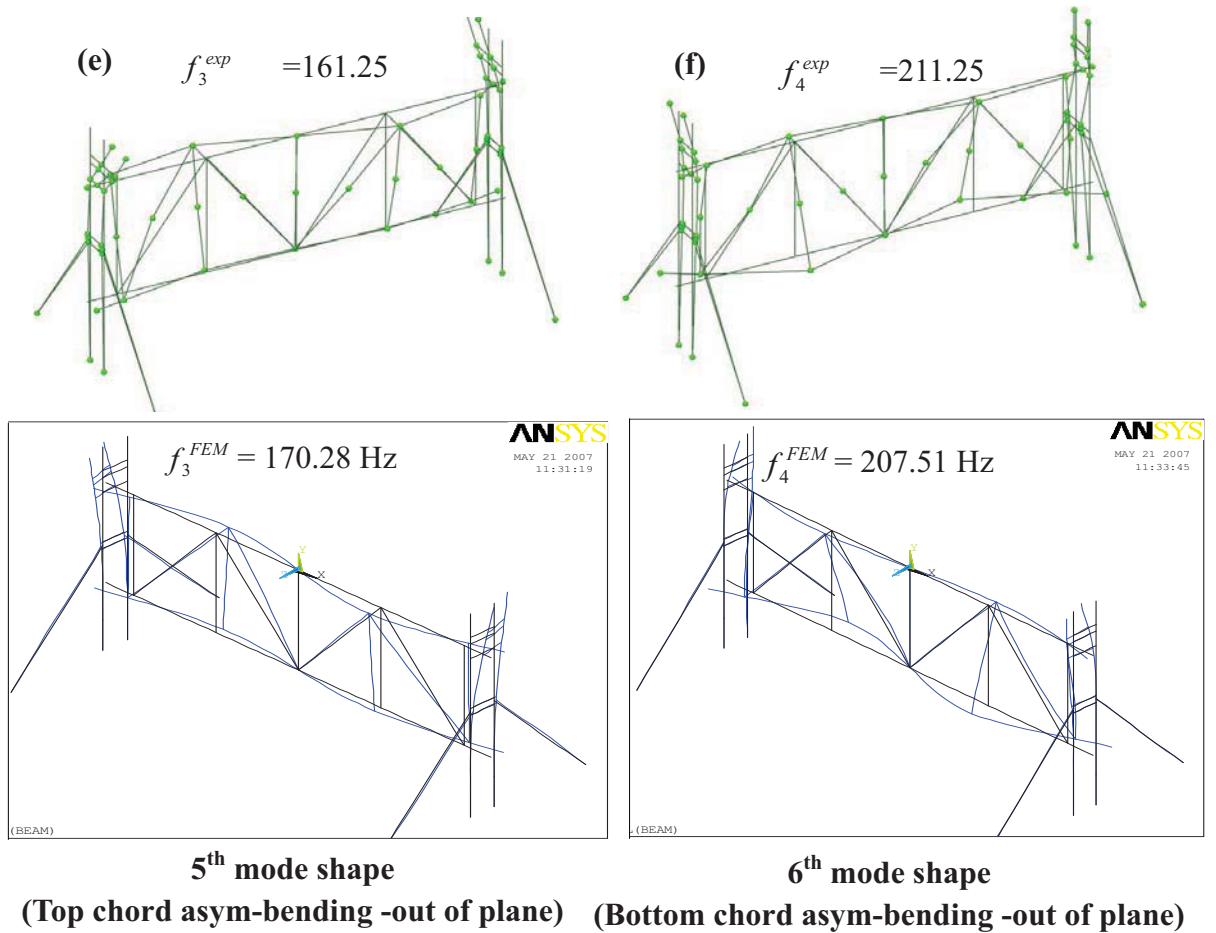 (e) f₃ᵉˣᵖ =161.25
(f) f₄ᵉˣᵖ =211.25
ANSYS
MAY 21 2007
11:31:19
f₃ᶠᴱᴹ = 170.28 Hz
Y
Z
X
(BEAM)
ANSYS
MAY 21 2007
11:33:45
f₄ᶠᴱᴹ = 207.51 Hz
Y
Z
X
L(BEAM)
5ᵗʰ mode shape
(Top chord asym-bending -out of plane)
6ᵗʰ mode shape
(Bottom chord asym-bending -out of plane)